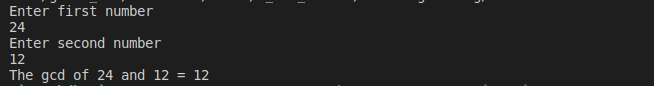 Enter first number
24
Enter second number
12
The gcd of 24 and 12 = 12